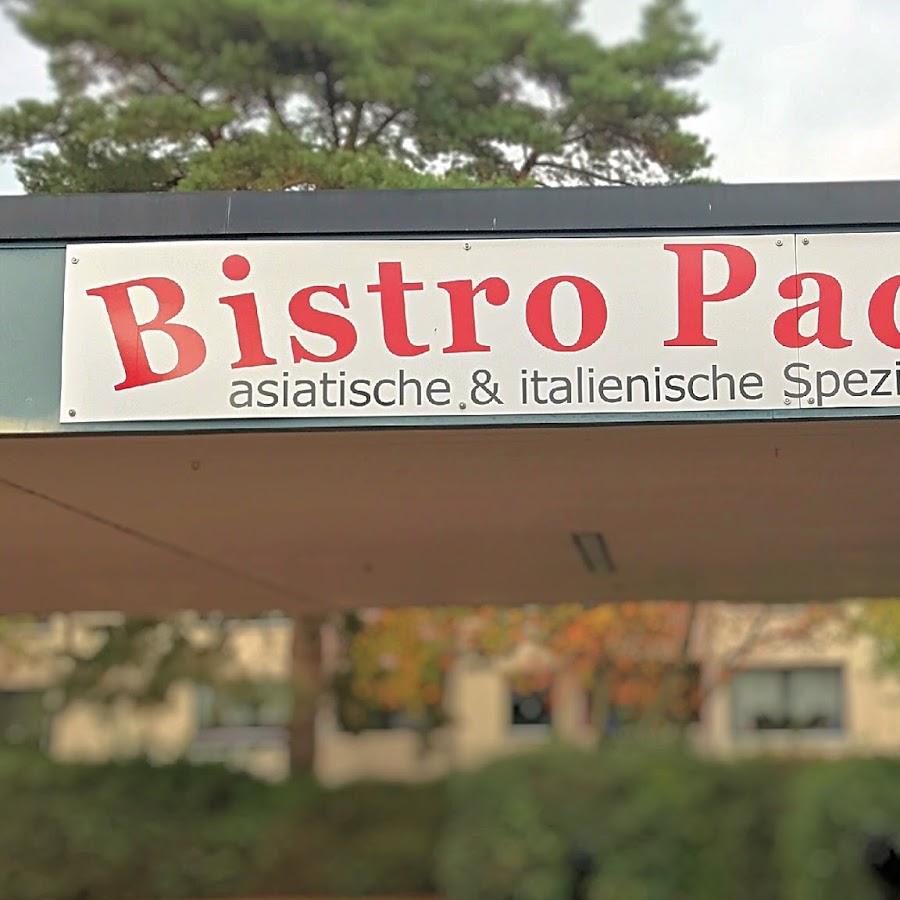 Bistro
asiatische & italienische